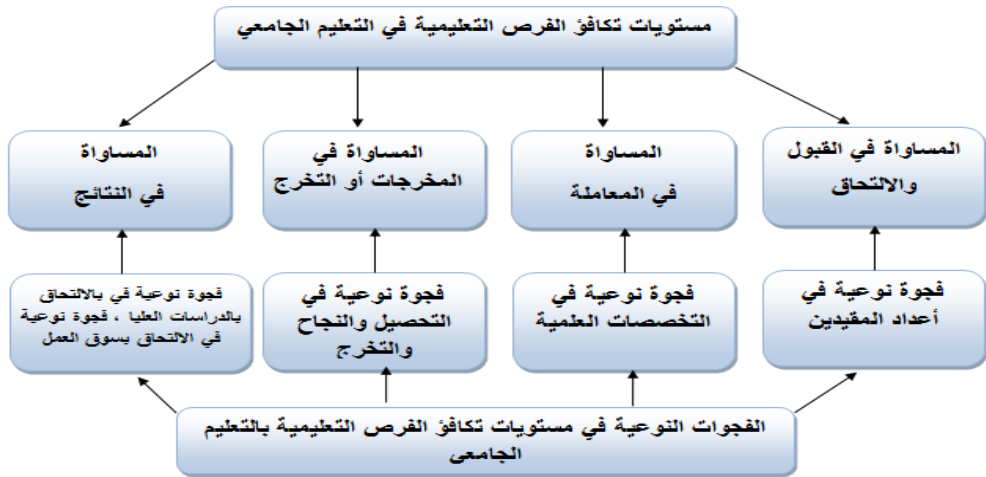 مستويات تكافؤ الفرص التعليمية في التعليم الجامعي
المساواة في القبول
والالتحاق
المساواة
في المعاملة
المساواة في
المخرجات أو التخرج
المساواة
في النتائج
فجوة نوعية في
أعداد المقيدين
فجوة نوعية في
التخصصات العلمية
فجوة نوعية في
التحصيل والنجاح
والتخرج
فجوة نوعية في بالالتحاق
بالدراسات العليا ، فجوة نوعية
في الالتحاق بسوق العمل
الفجوات النوعية في مستويات تكافؤ الفرص التعليمية بالتعليم
الجامعي